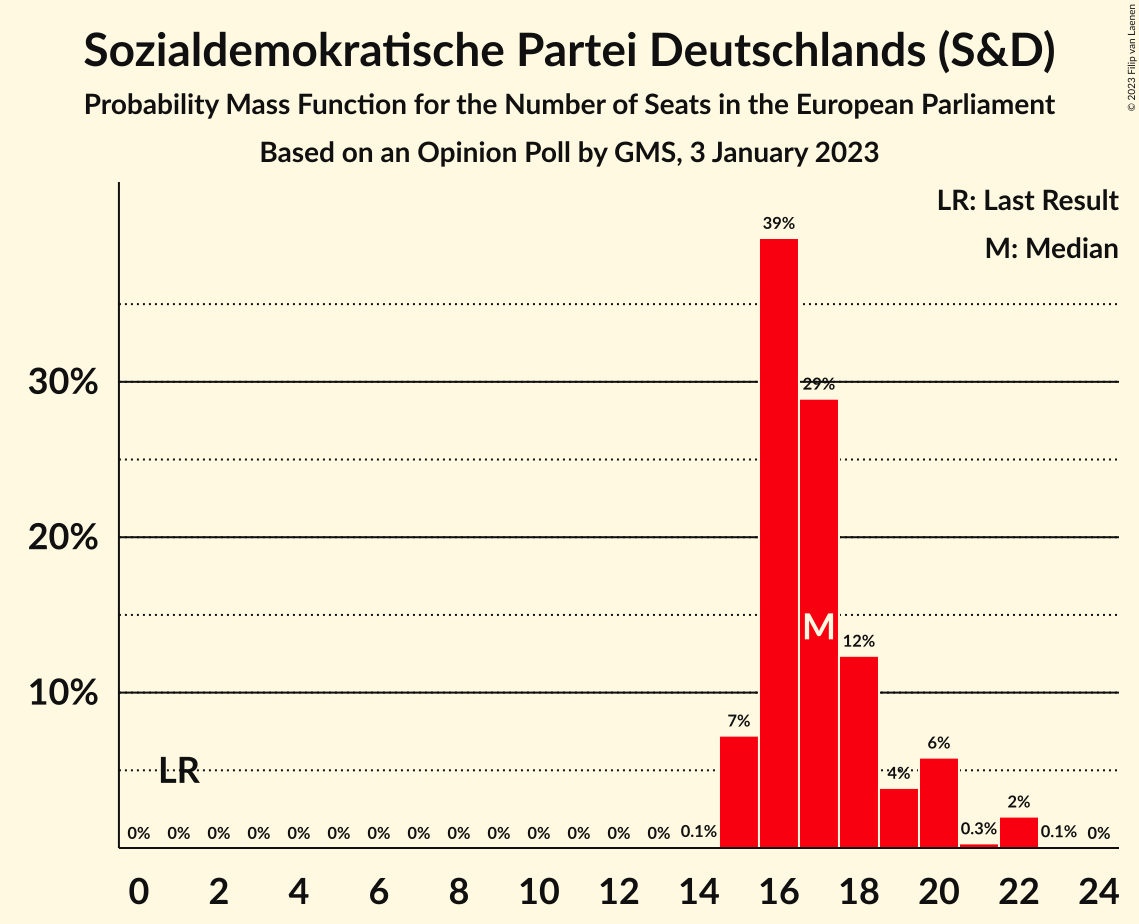 Sozialdemokratische Partei Deutschlands (S&D)
Probability Mass Function for the Number of Seats in the European Parliament
Based on an Opinion Poll by GMS, 3 January 2023
© 2023 Filip van Laenen
LR: Last Result
M: Median
39%
30%
29%
20%
M
12%
10%
7%
6%
LR
4%
2%
0% 0% 0% 0% 0% 0% 0% 0% 0% 0% 0% 0% 0% 0% 0.1% 0.3% 0.1% 0%
0 2 4 6 8 10 12 14 16 18 20 22 24